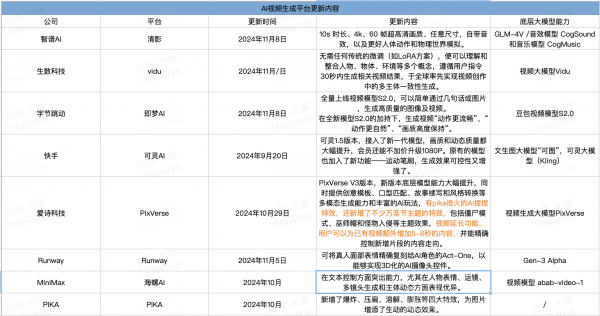 AI视频生成平台更新内容
公司 平台 更新时间 更新内容 底层大模型能力
智谱AI 清影 2024年11月8日
10s 时长、4k、60 帧超高清画质、任意尺寸，自带音
效，以及更好人体动作和物理世界模拟。
GLM-4V /音效模型 CogSound
和音乐模型 CogMusic
生数科技 vidu 2024年11月/日
无需任何传统的微调（如LoRA方案），便可以理解和
整合人物、物体、环境等多个概念，遵循用户指令
30秒内生成相关视频结果，于全球率先实现视频创作
中的多主体一致性生成。
视频大模型Vidu
字节跳动 即梦AI 2024年11月8日
全量上线视频模型S2.0，可以简单通过几句话或图片
，生成高质量的图像及视频。
在全新模型S2.0的加持下，生成视频“动作更流畅”、“
动作更自然”，“画质高度保持”。
豆包视频模型S2.0
快手 可灵AI 2024年9月20日
可灵1.5版本，接入了新一代模型，画质和动态质量都
大幅提升，会员还能不加价升级1080P。原有的模型
也加入了新功能——运动笔刷，生成效果可控性又增
强了。
文生图大模型“可图”，可灵大模
型（Kling）
爱诗科技 PixVerse 2024年10月29日
PixVerse V3版本，新版本底层模型能力大幅提升，同
时提供创意模板、口型匹配、故事续写和风格转换等
多模态生成能力和丰富的AI玩法，有pika很火的AI捏捏
特效，还新增了不少万圣节主题的特效，包括僵尸模
式、巫师帽和怪物入侵等主题效果，视频延长功能，
用户可以为已有视频额外增加5-8秒的内容，并能精确
控制新增片段的内容走向。
视频生成大模型PixVerse
Runway Runway 2024年11月5日
可将真人面部表情精确复刻给AI角色的Act-One，以
能够实现3D化的AI摄像头控件。
Gen-3 Alpha
MiniMax 海螺AI 2024年10月
在文本控制方面突出能力，尤其在人物表情、运镜、
多镜头生成和主体动态方面表现优异。
视频模型 abab-video-1
PIKA PIKA 2024年10月
新增了爆炸、压扁、溶解、膨胀等四大特效，为图片
增添了生动的动态效果。
/